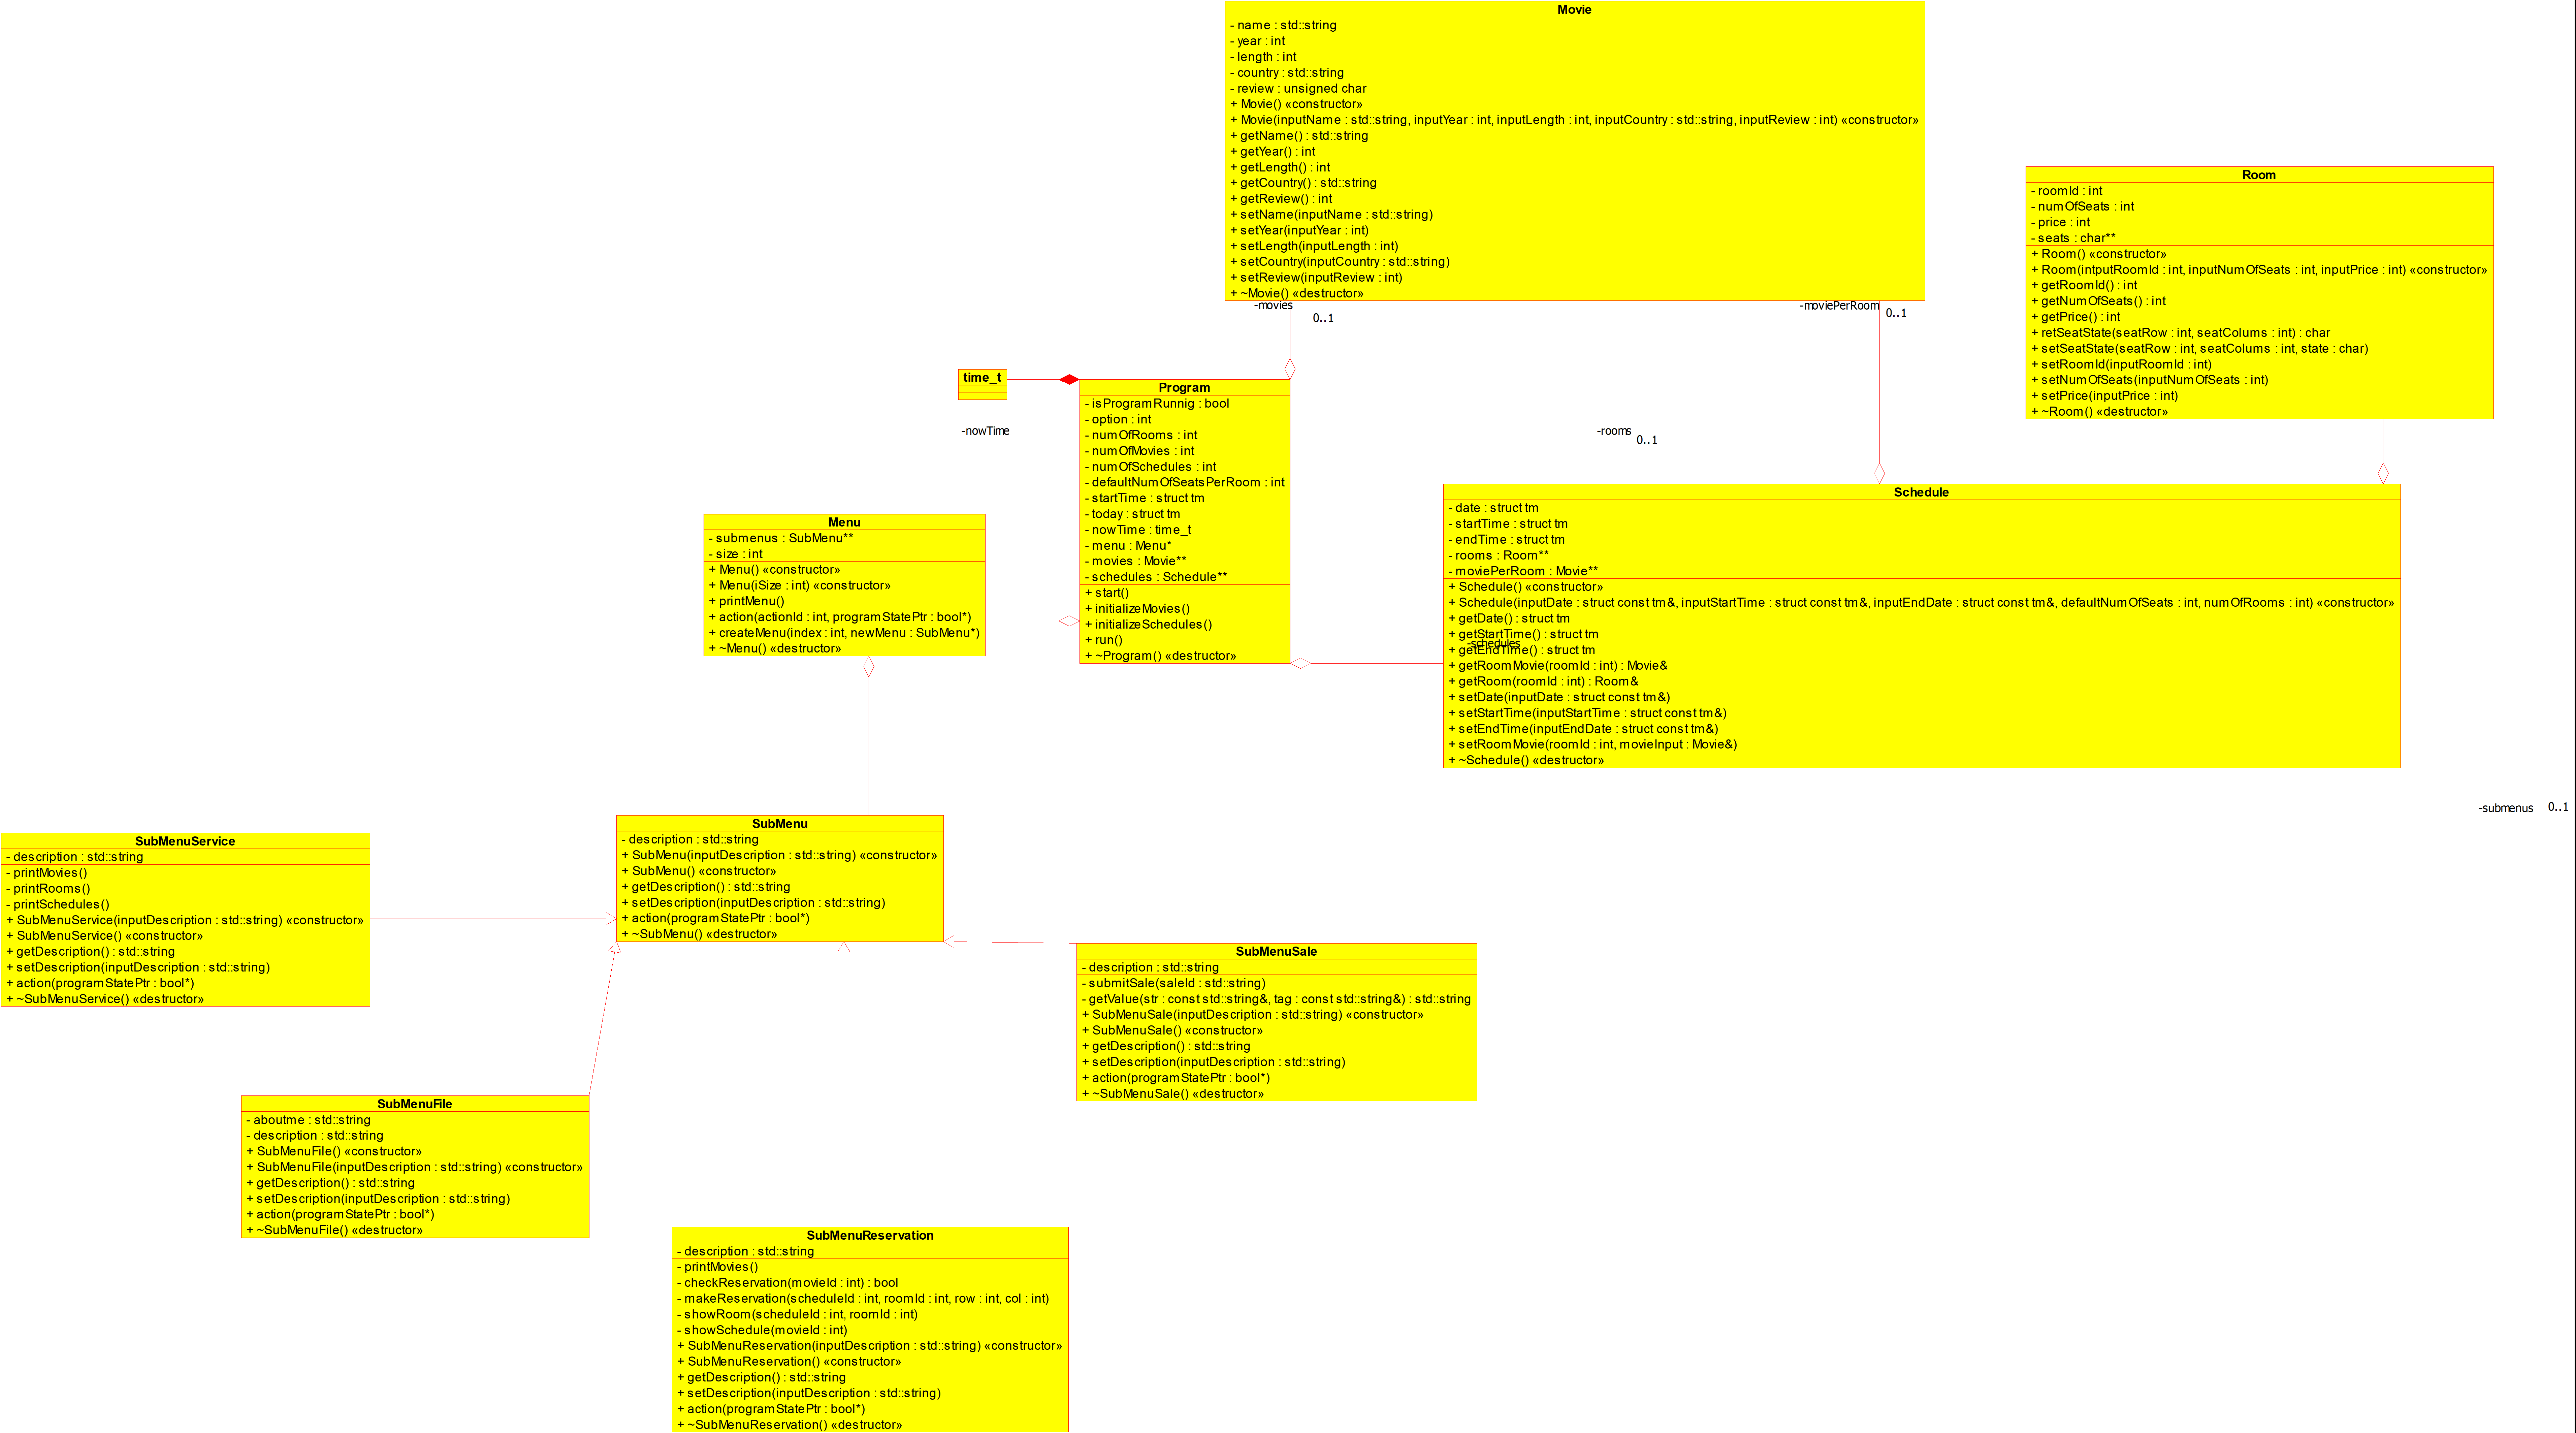 Movie
- name : std::string
- year : int
- length : int
- country : std::string
- review : unsigned char
+ Movie() «constructor»
+ Movie(inputName : std::string, inputYear : int, inputLength : int, inputCountry : std::string, inputReview : int) «constructor»
+ getName() : std::string
+ getYear() : int
+ getLength() : int
+ getCountry() : std::string
+ getReview() : int
+ setName(inputName : std::string)
+ setYear(inputYear : int)
+ setLength(inputLength : int)
+ setCountry(inputCountry : std::string)
+ setReview(inputReview : int)
+ ~Movie() «destructor»
-movies
0..1
-moviePerRoom
0..1
Room
- roomId : int
- numOfSeats : int
- price : int
- seats : char**
+ Room() «constructor»
+ Room(intputRoomId : int, inputNumOfSeats : int, inputPrice : int) «constructor»
+ getRoomId() : int
+ getNumOfSeats() : int
+ getPrice() : int
+ retSeatState(seatRow : int, seatColums : int) : char
+ setSeatState(seatRow : int, seatColums : int, state : char)
+ setRoomId(inputRoomId : int)
+ setNumOfSeats(inputNumOfSeats : int)
+ setPrice(inputPrice : int)
+ ~Room() «destructor»
time_t
-nowTime
Program
- isProgramRunnig : bool
- option : int
- numOfRooms : int
- numOfMovies : int
- numOfSchedules : int
- defaultNumOfSeatsPerRoom : int
- startTime : struct tm
- today : struct tm
- nowTime : time_t
- menu : Menu*
- movies : Movie**
- schedules : Schedule**
+ start()
+ initializeMovies()
+ initializeSchedules()
+ run()
+ ~Program() «destructor»
-rooms
0..1
Schedule
- date : struct tm
- startTime : struct tm
- endTime : struct tm
- rooms : Room**
- moviePerRoom : Movie**
+ Schedule() «constructor»
+ Schedule(inputDate : struct const tm&, inputStartTime : struct const tm&, inputEndDate : struct const tm&, defaultNumOfSeats : int, numOfRooms : int) «constructor»
+ getDate() : struct tm
+ getStartTime() : struct tm
-schedules
+ getEndTime() : struct tm
+ getRoomMovie(roomId : int) : Movie&
+ getRoom(roomId : int) : Room&
+ setDate(inputDate : struct const tm&)
+ setStartTime(inputStartTime : struct const tm&)
+ setEndTime(inputEndDate : struct const tm&)
+ setRoomMovie(roomId : int, movieInput : Movie&)
+ ~Schedule() «destructor»
Menu
- submenus : SubMenu**
- size : int
+ Menu() «constructor»
+ Menu(iSize : int) «constructor»
+ printMenu()
+ action(actionId : int, programStatePtr : bool*)
+ createMenu(index : int, newMenu : SubMenu*)
+ ~Menu() «destructor»
-submenus
0..1
SubMenu
- description : std::string
+ SubMenu(inputDescription : std::string) «constructor»
+ SubMenu() «constructor»
+ getDescription() : std::string
+ setDescription(inputDescription : std::string)
+ action(programStatePtr : bool*)
+ ~SubMenu() «destructor»
SubMenuService
- description : std::string
- printMovies()
- printRooms()
- printSchedules()
+ SubMenuService(inputDescription : std::string) «constructor»
+ SubMenuService() «constructor»
+ getDescription() : std::string
+ setDescription(inputDescription : std::string)
+ action(programStatePtr : bool*)
+ ~SubMenuService() «destructor»
SubMenuSale
- description : std::string
- submitSale(saleId : std::string)
- getValue(str : const std::string&, tag : const std::string&) : std::string
+ SubMenuSale(inputDescription : std::string) «constructor»
+ SubMenuSale() «constructor»
+ getDescription() : std::string
+ setDescription(inputDescription : std::string)
+ action(programStatePtr : bool*)
+ ~SubMenuSale() «destructor»
SubMenuFile
- aboutme : std::string
- description : std::string
+ SubMenuFile() «constructor»
+ SubMenuFile(inputDescription : std::string) «constructor»
+ getDescription() : std::string
+ setDescription(inputDescription : std::string)
+ action(programStatePtr : bool*)
+ ~SubMenuFile() «destructor»
SubMenuReservation
- description : std::string
- printMovies()
- checkReservation(movieId : int) : bool
- makeReservation(scheduleId : int, roomId : int, row : int, col : int)
- showRoom(scheduleId : int, roomId : int)
- showSchedule(movieId : int)
+ SubMenuReservation(inputDescription : std::string) «constructor»
+ SubMenuReservation() «constructor»
+ getDescription() : std::string
+ setDescription(inputDescription : std::string)
+ action(programStatePtr : bool*)
+ ~SubMenuReservation() «destructor»